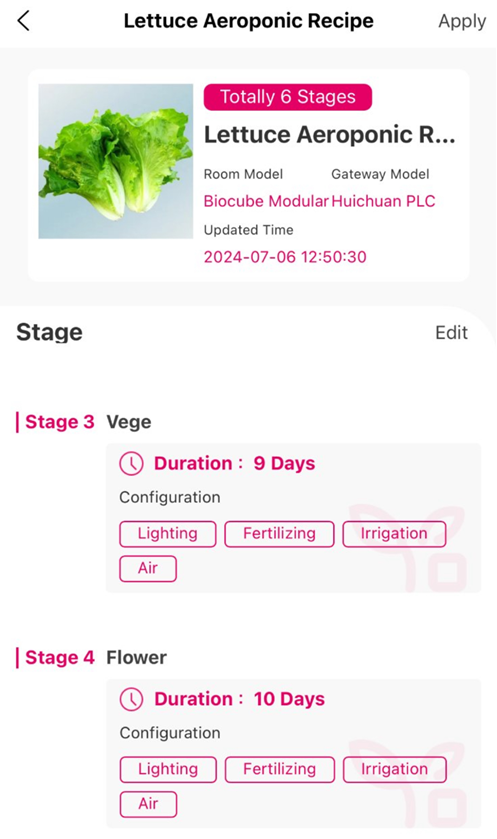 Lettuce Aeroponic Recipe Apply
Totally 6 Stages
Lettuce Aeroponic R...
Room Model Gateway Model
Biocube Modular Huichuan PLC
Updated Time
2024-07-06 12:50:30
Stage Edit
Stage 3 Vege
Duration : 9 Days
Configuration
Lighting Fertilizing Irrigation
Air
Stage 4 Flower
Duration : 10 Days
Configuration
Lighting Fertilizing Irrigation
Air